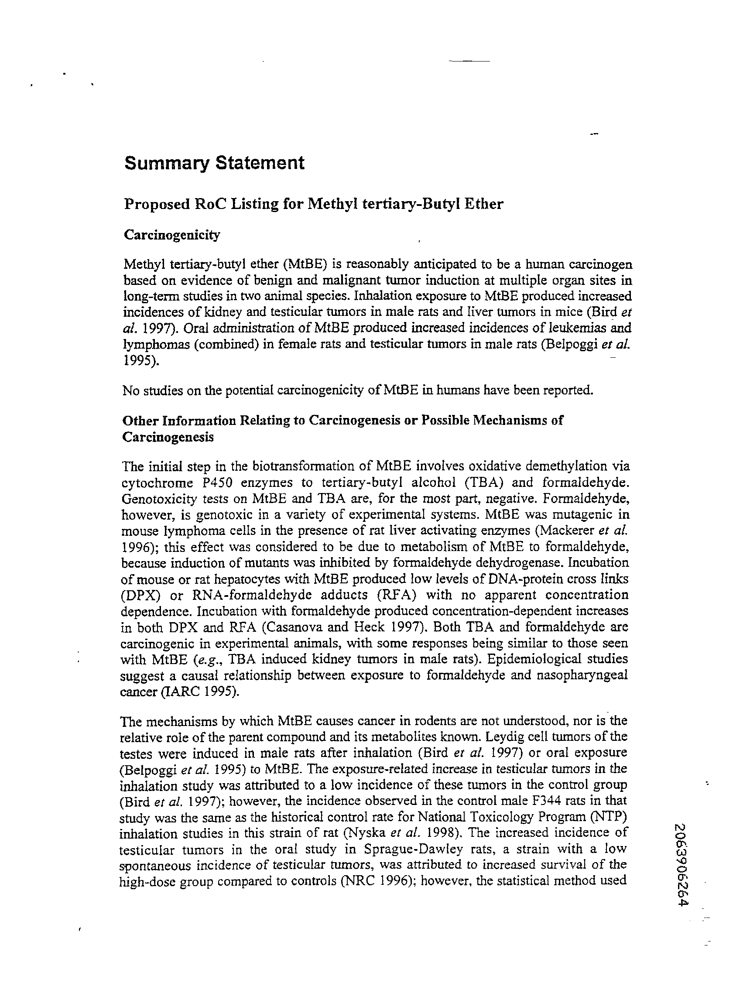 Summary Statement
Proposed RoC Listing for Methyl tertiary-Butyl Ether
Carcinogenicity
Methyl tertiary-butyl ether (MtBE) is reasonably anticipated to be a human carcinogen
based on evidence of benign and malignant tumor induction at multiple organ sites in
long-term studies in two animal species. Inhalation exposure to MtBE produced increased
incidences of kidney and testicular tumors in male rats and liver tumors in mice (Bird et
al. 1997). Oral administration of MtBE produced increased incidences of leukemias and
lymphomas (combined) in female rats and testicular tumors in male rats (Belpoggi et al.
1995).
No studies on the potential carcinogenicity of MtBE in humans have been reported.
Other Information Relating to Carcinogenesis or Possible Mechanisms of
Carcinogenesis
The initial step in the biotransformation of MtBE involves oxidative demethylation via
cytochrome P450 enzymes to tertiary-butyl alcohol (TBA) and formaldehyde.
Genotoxicity tests on MtBE and TBA are, for the most part, negative. Formaldehyde,
however, is genotoxic in a variety of experimental systems. MtBE was mutagenic in
mouse lymphoma cells in the presence of rat liver activating enzymes (Mackerer et al.
1996); this effect was considered to be due to metabolism of MtBE to formaldehyde,
because induction of mutants was inhibited by formaldehyde dehydrogenase. Incubation
of mouse or rat hepatocytes with MtBE produced low levels of DNA-protein cross links
(DPX) or RNA-formaldehyde adducts (RFA) with no apparent concentration
dependence. Incubation with formaldehyde produced concentration-dependent increases
in both DPX and RFA (Casanova and Heck 1997). Both TBA and formaldehyde are
carcinogenic in experimental animals, with some responses being similar to those seen
with MtBE (e.g., TBA induced kidney tumors in male rats). Epidemiological studies
suggest a causal relationship between exposure to formaldehyde and nasopharyngeal
cancer (IARC 1995).
The mechanisms by which MtBE causes cancer in rodents are not understood, nor is the
relative role of the parent compound and its metabolites known. Leydig cell tumors of the
testes were induced in male rats after inhalation (Bird et al. 1997) or oral exposure
(Belpoggi et al. 1995) to MtBE. The exposure-related increase in testicular tumors in the
inhalation study was attributed to a low incidence of these tumors in the control group
(Bird et al. 1997); however, the incidence observed in the control male F344 rats in that
study was the same as the historical control rate for National Toxicology Program (NTP)
inhalation studies in this strain of rat (Nyska et al. 1998). The increased incidence of
testicular tumors in the oral study in Sprague-Dawley rats, a strain with a low
spontaneous incidence of testicular tumors, was attributed to increased survival of the
high-dose group compared to controls (NRC 1996); however, the statistical method used
2063906264